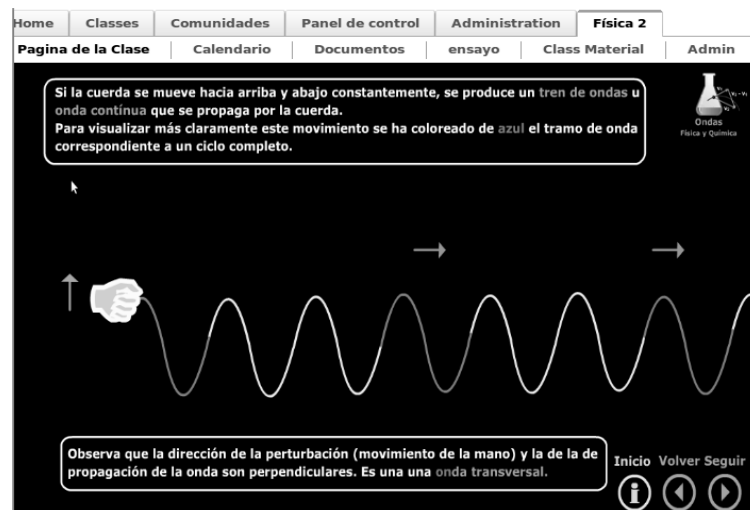 Home Classes Comunidades Panel de control Administration Física 2
Pagina de la Clase Calendario Documentos ensayo Class Material Admin
Si la cuerda se mueve hacia arriba y abajo constantemente, se produce un tren de ondas u
onda contínua que se propaga por la cuerda.
Para visualizar más claramente este movimiento se ha coloreado de azul el tramo de onda
correspondiente a un ciclo completo.
Ondas
Física y Química
Observa que la dirección de la perturbación (movimiento de la mano) y la de la de
propagación de la onda son perpendiculares. Es una una onda transversal.
Inicio Volver Seguir